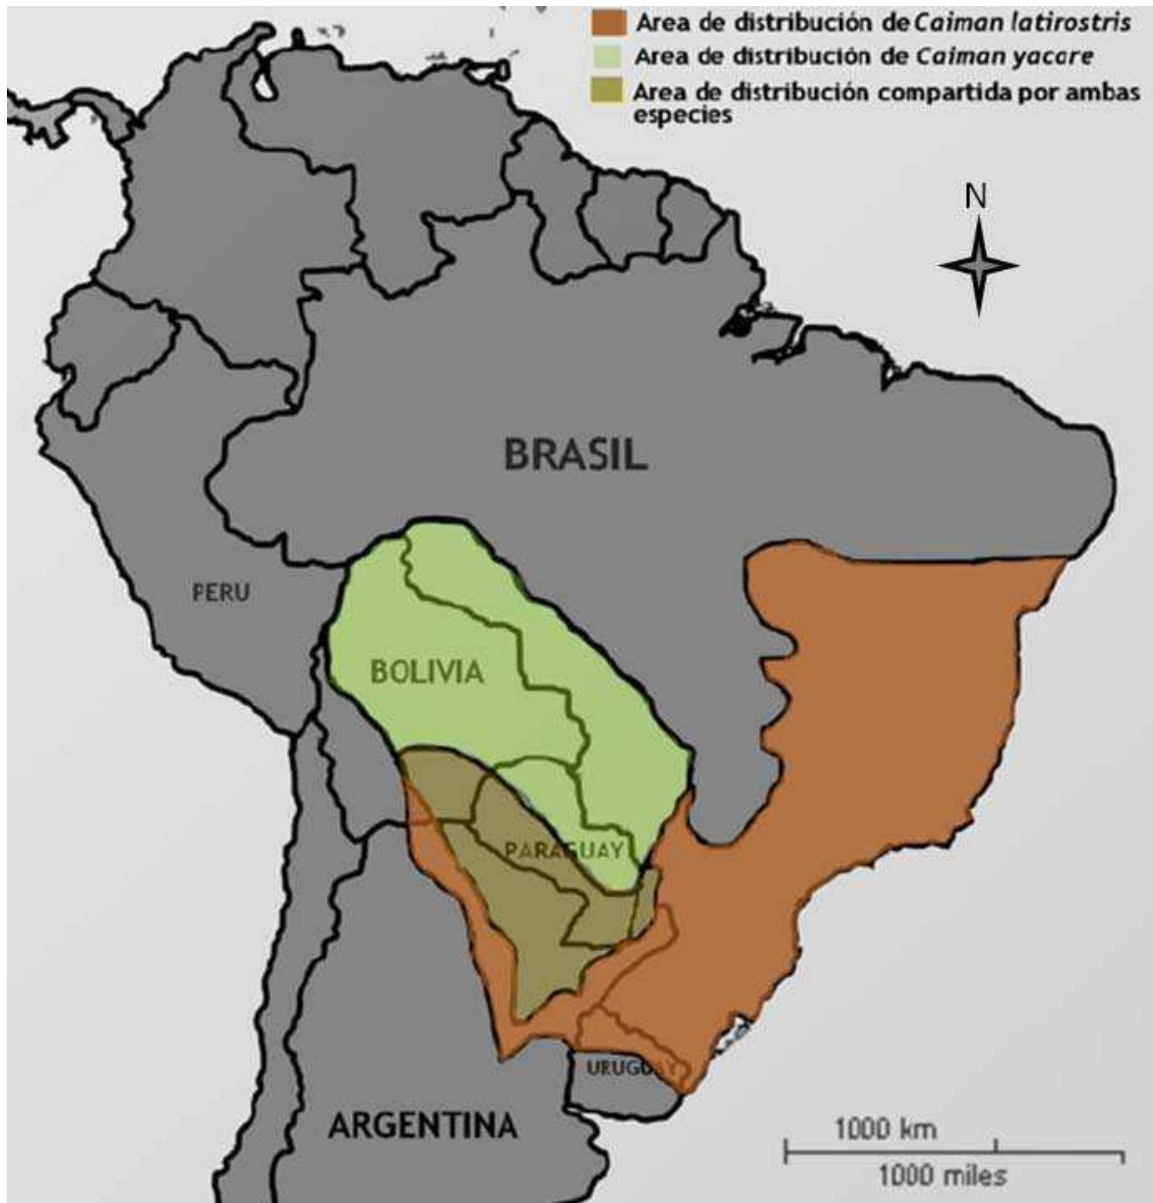 Area de distribución de Caiman latirostris
Area de distribución de Caiman yacare
Area de distribución compartida por ambas
especies
N
BRASIL
PERU
BOLIVIA
PARAGUAY
URUGUAY
ARGENTINA
1000 km
1000 miles